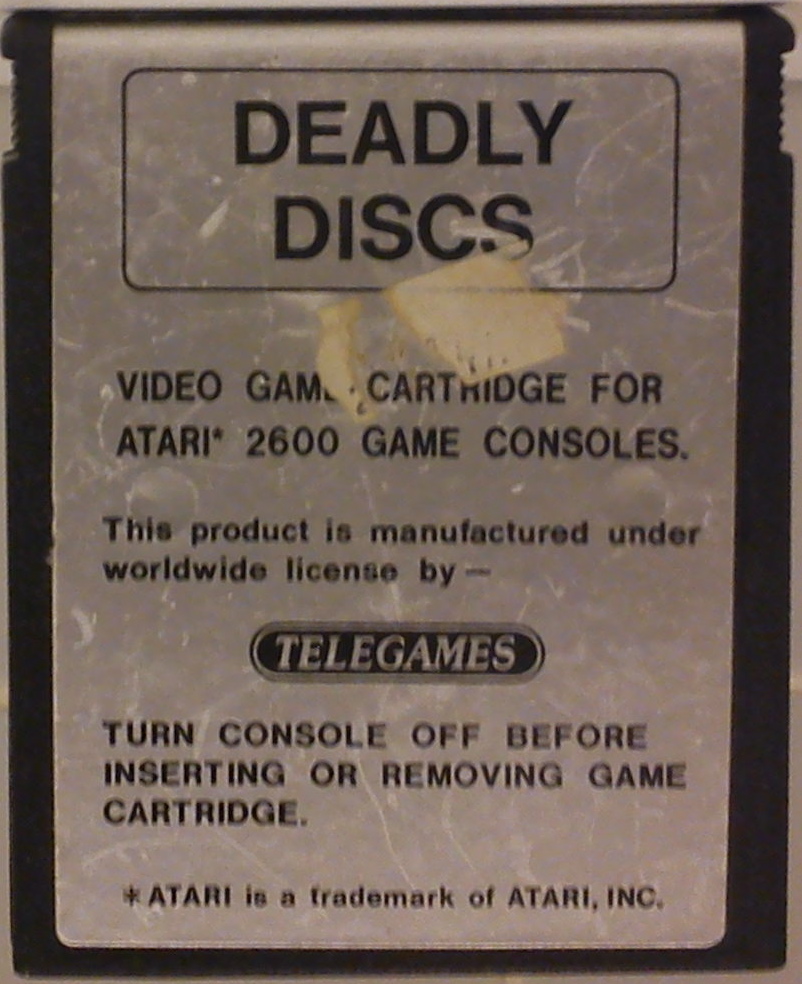 DEADLY
DISCS
VIDEO GAME CARTRIDGE FOR
ATARI* 2600 GAME CONSOLES.
This product is manufactured under
worldwide license by —
TELEGAMES
TURN CONSOLE OFF BEFORE
INSERTING OR REMOVING GAME
CARTRIDGE.
* ATARI is a trademark of ATARI, INC.